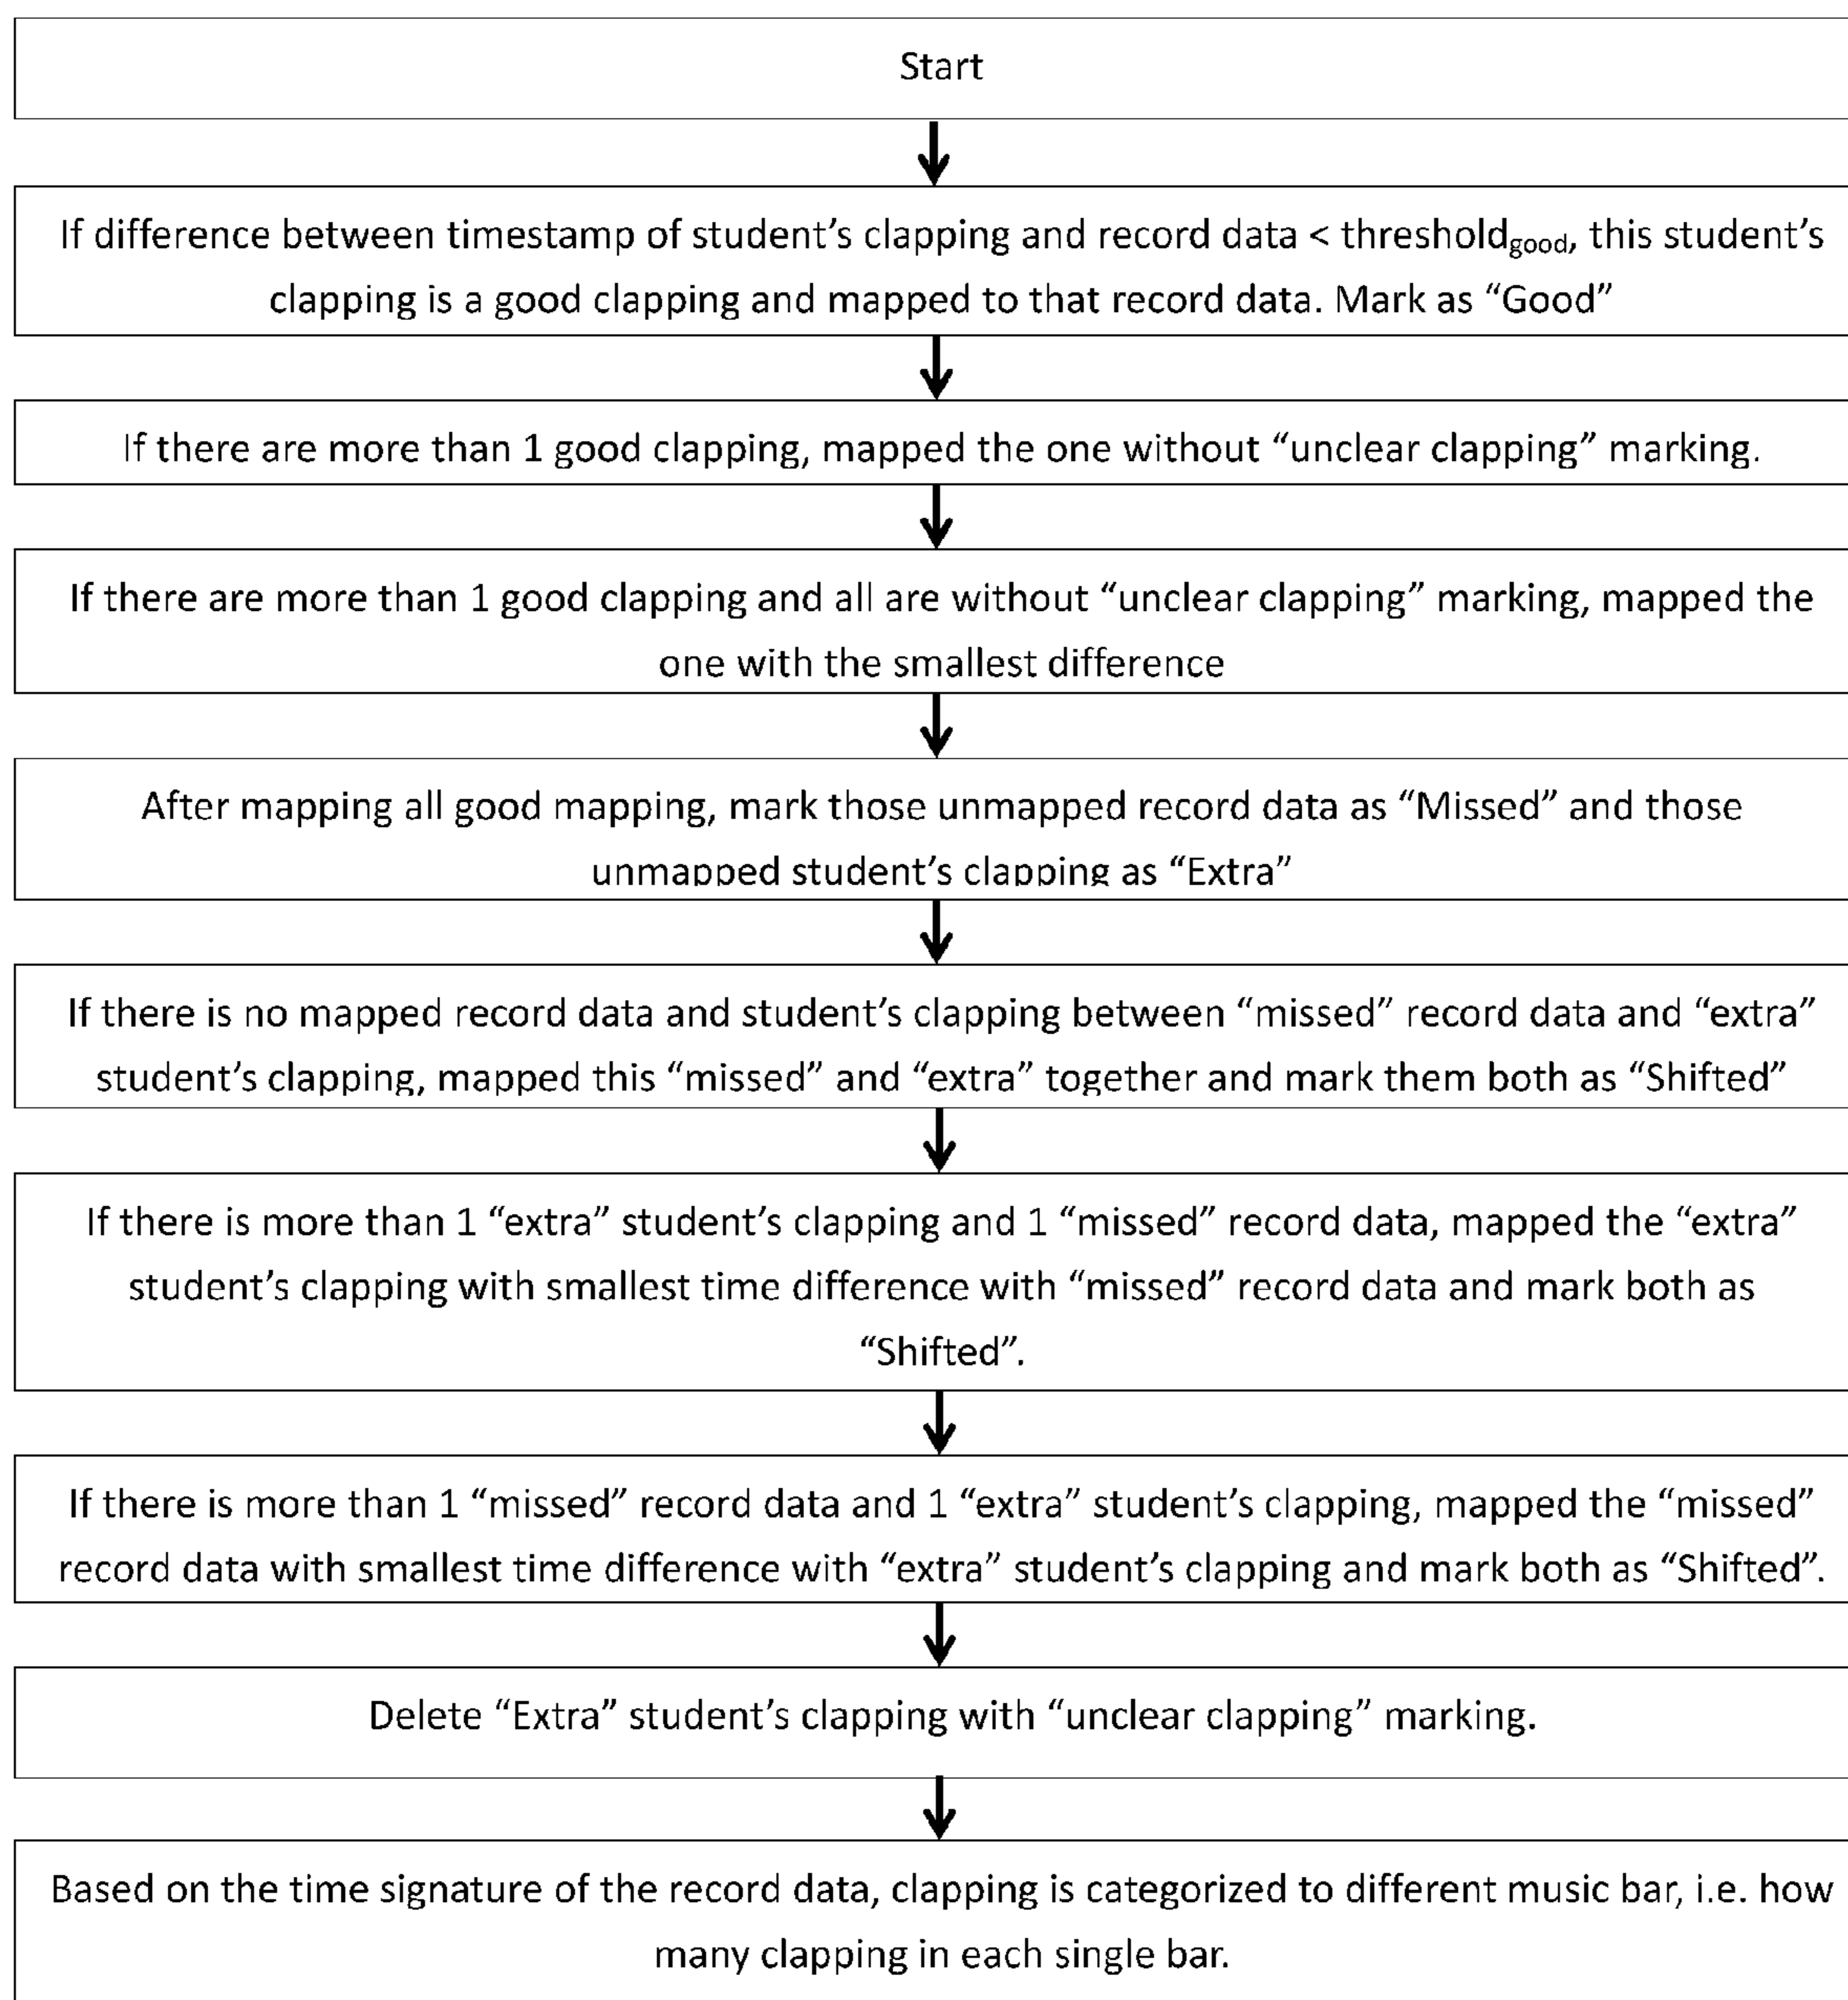 Start
If difference between timestamp of student’s clapping and record data < threshold_good, this student’s
clapping is a good clapping and mapped to that record data. Mark as “Good”
If there are more than 1 good clapping, mapped the one without “unclear clapping” marking.
If there are more than 1 good clapping and all are without “unclear clapping” marking, mapped the
one with the smallest difference
After mapping all good mapping, mark those unmapped record data as “Missed” and those
unmapped student’s clapping as “Extra”
If there is no mapped record data and student’s clapping between “missed” record data and “extra”
student’s clapping, mapped this “missed” and “extra” together and mark them both as “Shifted”
If there is more than 1 “extra” student’s clapping and 1 “missed” record data, mapped the “extra”
student’s clapping with smallest time difference with “missed” record data and mark both as
“Shifted”.
If there is more than 1 “missed” record data and 1 “extra” student’s clapping, mapped the “missed”
record data with smallest time difference with “extra” student’s clapping and mark both as “Shifted”.
Delete “Extra” student’s clapping with “unclear clapping” marking.
Based on the time signature of the record data, clapping is categorized to different music bar, i.e. how
many clapping in each single bar.